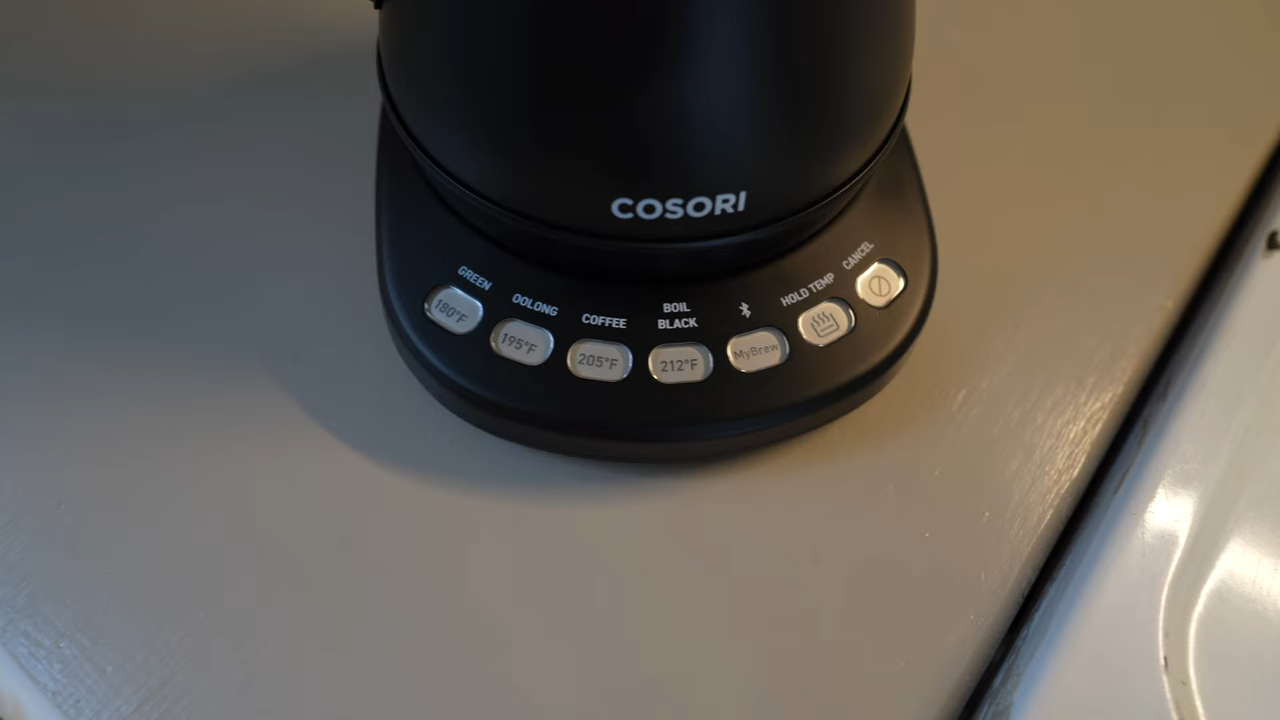 COSORI
GREEN
180°F
OOLONG
195°F
COFFEE
205°F
BOIL
BLACK
212°F
MyBrew
HOLD TEMP
CANCEL